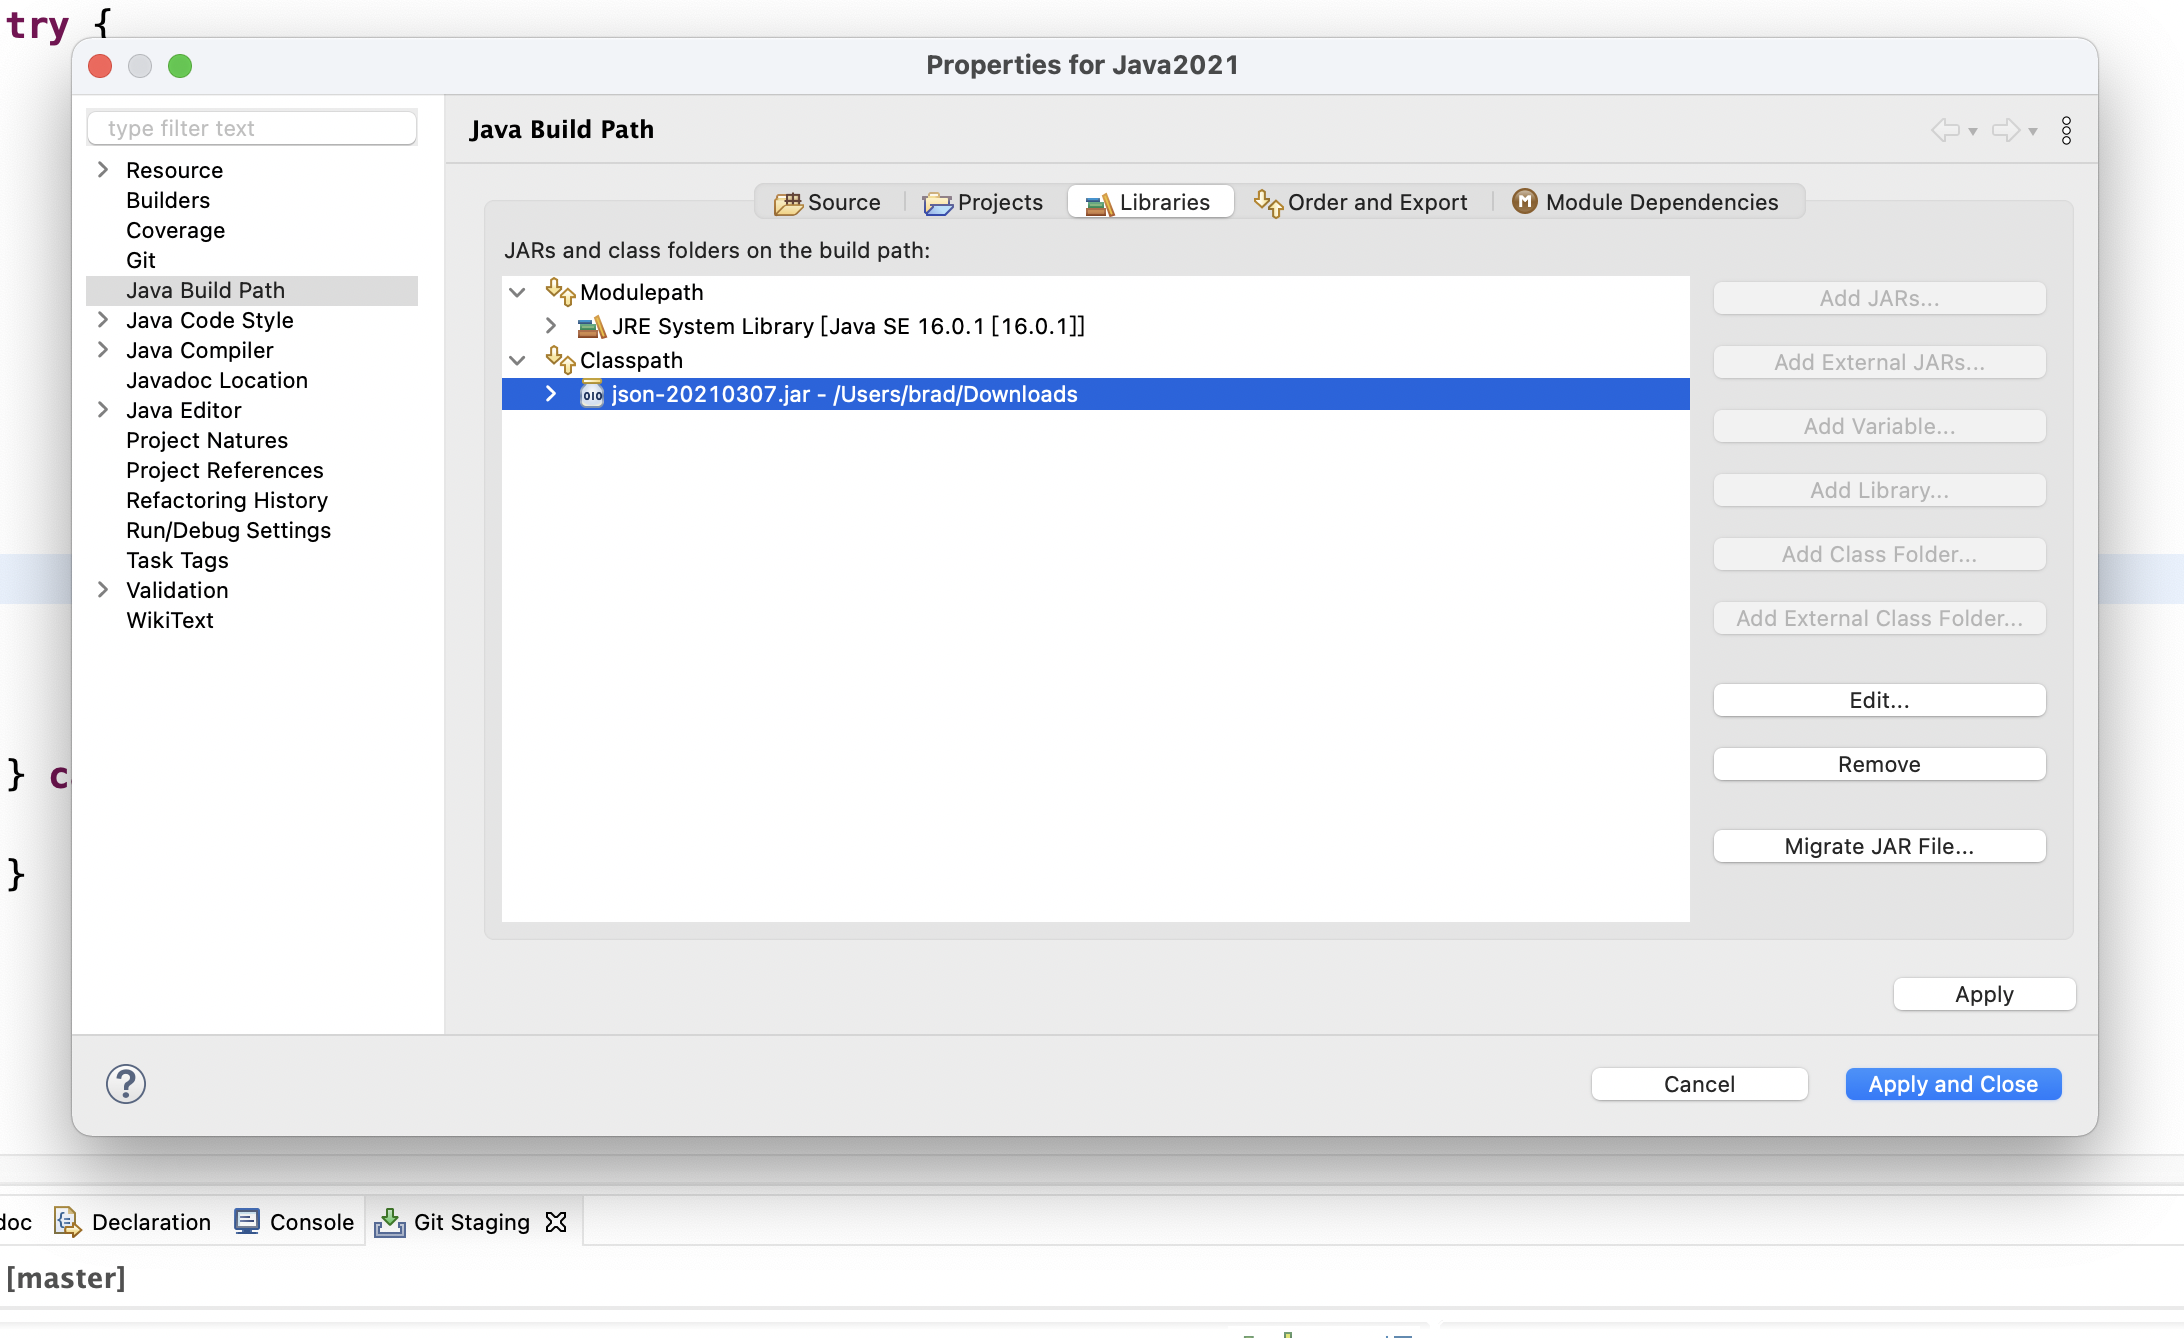 try {
Properties for Java2021
type filter text
Resource
Builders
Coverage
Git
Java Build Path
Java Code Style
Java Compiler
Javadoc Location
Java Editor
Project Natures
Project References
Refactoring History
Run/Debug Settings
Task Tags
Validation
WikiText
Java Build Path
Source
Projects
Libraries
Order and Export
M Module Dependencies
JARs and class folders on the build path:
Modulepath
JRE System Library [Java SE 16.0.1 [16.0.1]]
Classpath
010 json-20210307.jar - /Users/brad/Downloads
Add JARs...
Add External JARs...
Add Variable...
Add Library...
Add Class Folder...
Add External Class Folder...
Edit...
Remove
Migrate JAR File...
Apply
?
Cancel
Apply and Close
} c
}
doc
Declaration
Console
Git Staging
[master]